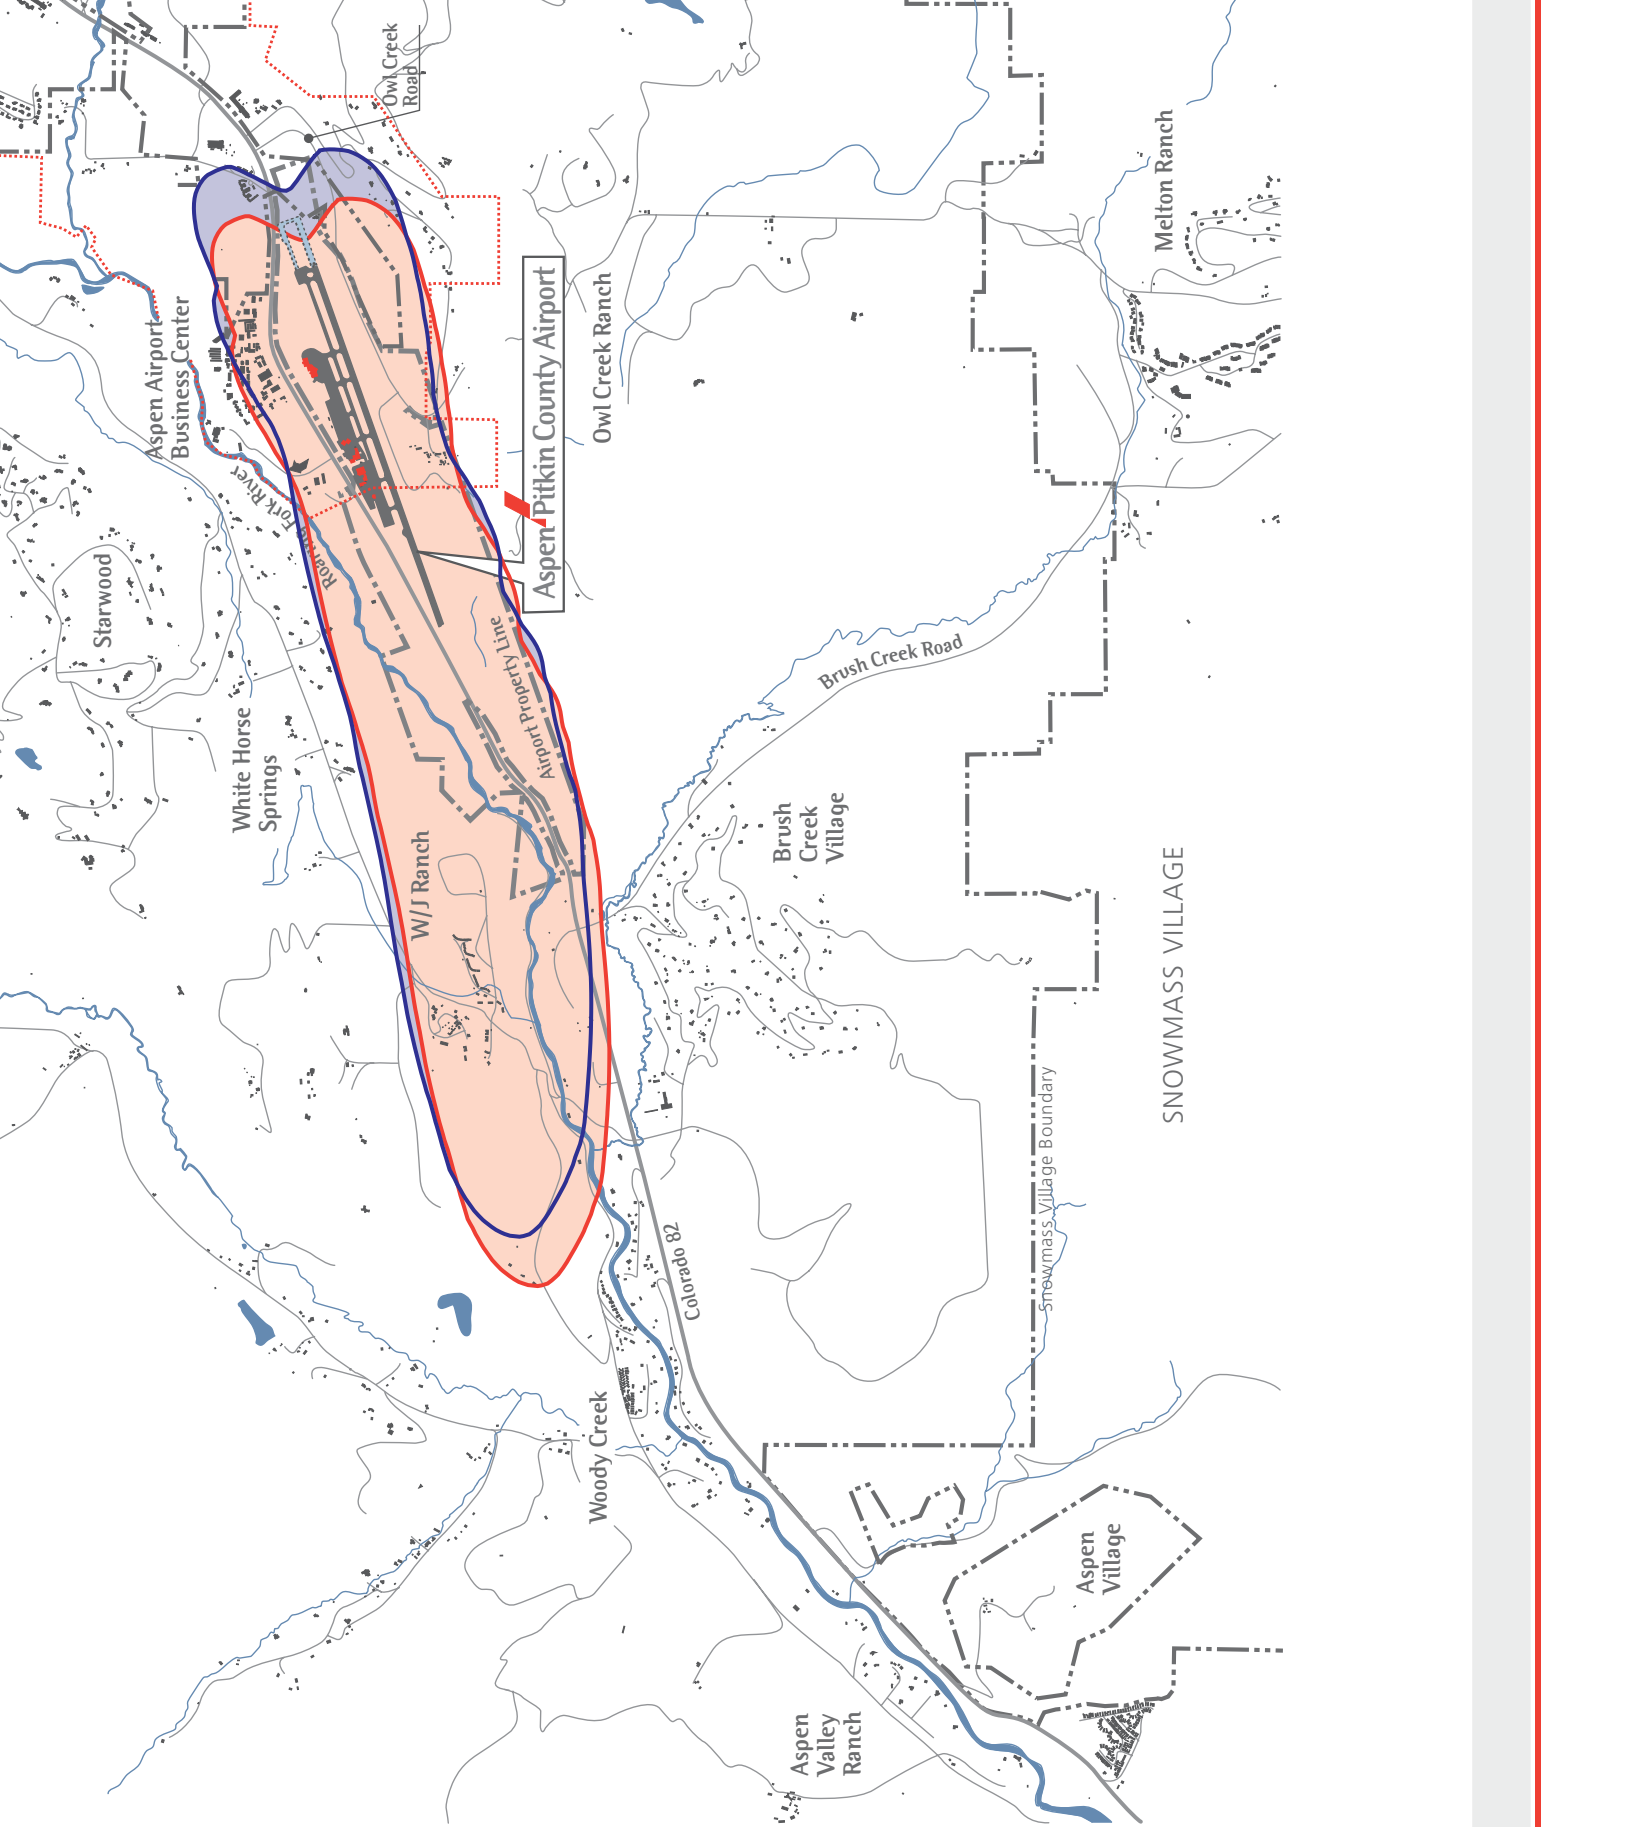 Owl Creek
Road
Melton Ranch
Aspen Pitkin County Airport
Owl Creek Ranch
Aspen Airport
Business Center
Roaring Fork River
Starwood
Airport Property Line
Brush Creek Road
White Horse
Springs
W/J Ranch
Brush
Creek
Village
SNOWMASS VILLAGE
Snowmass Village Boundary
Colorado 82
Woody Creek
Aspen
Village
Aspen
Valley
Ranch